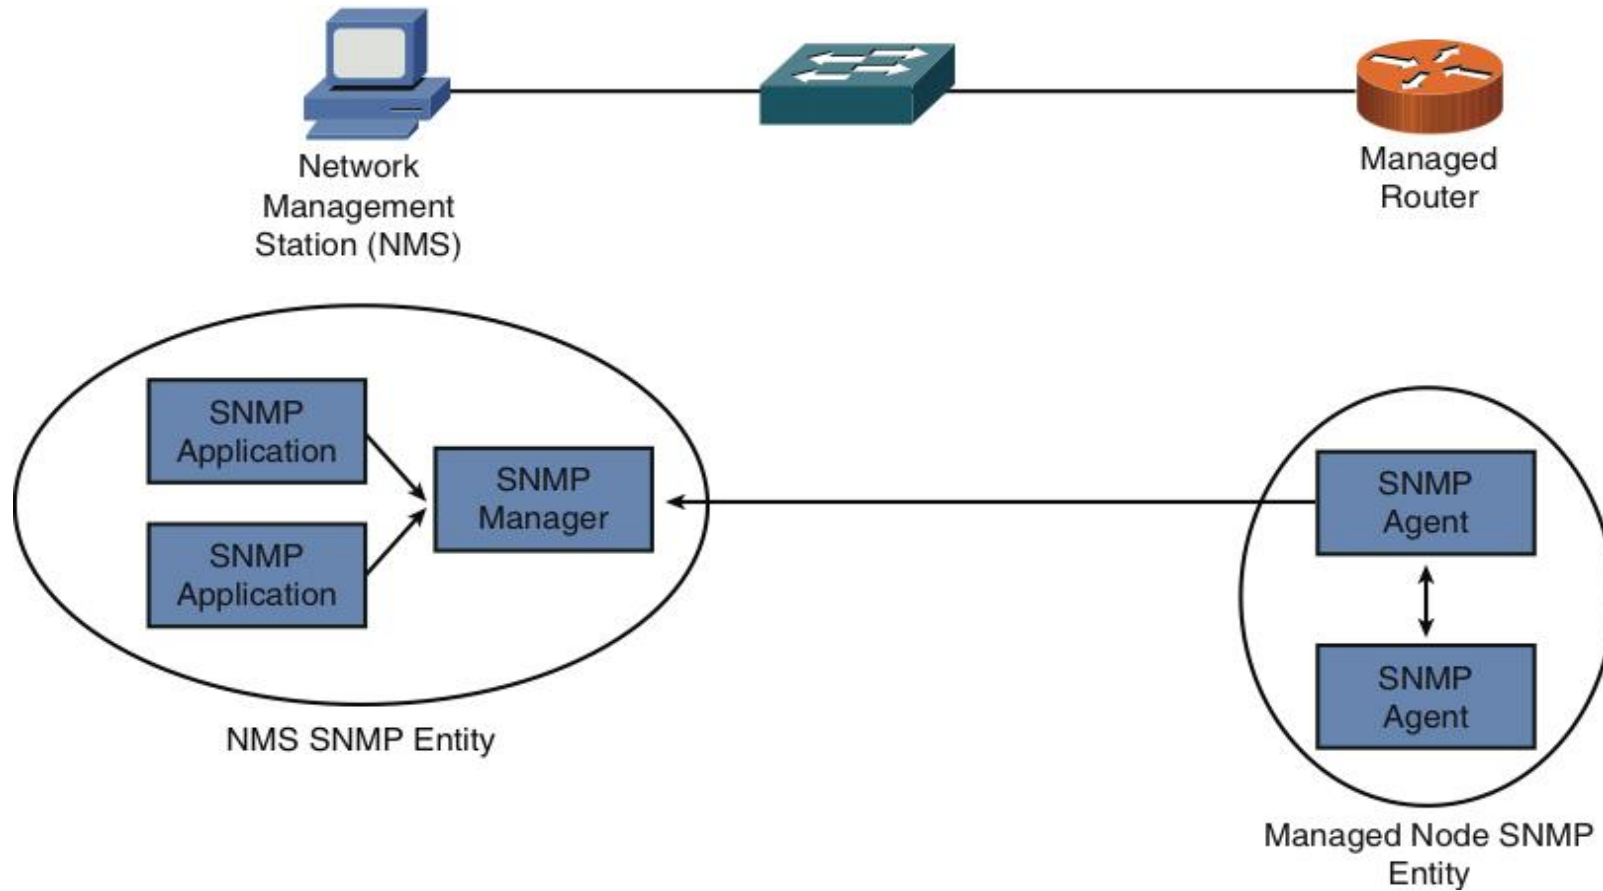 Network
Management
Station (NMS)
Managed
Router
SNMP
Application
SNMP
Application
SNMP
Manager
NMS SNMP Entity
SNMP
Agent
SNMP
Agent
Managed Node SNMP
Entity